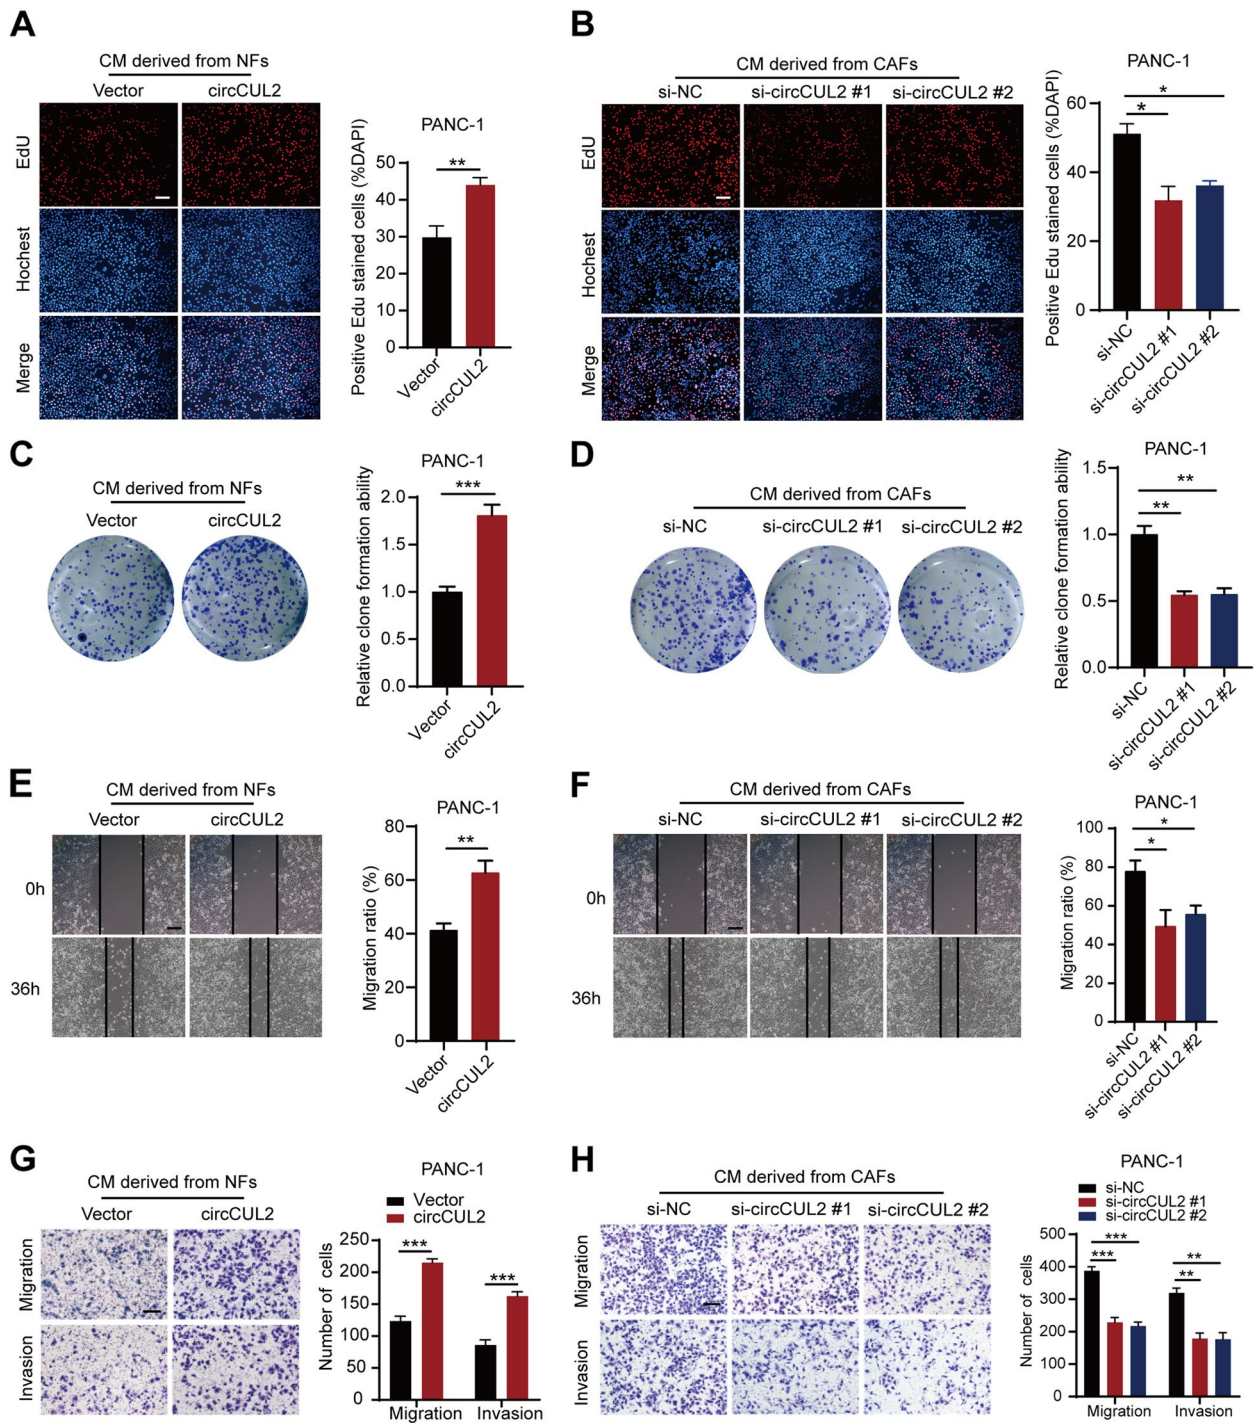 A
CM derived from NFs
Vector
circCUL2
EdU
Hochest
Merge
PANC-1
Positive Edu stained cells (%DAPI)
50
40
30
20
10
0
**
Vector
circCUL2
B
CM derived from CAFs
si-NC
si-circCUL2 #1
si-circCUL2 #2
EdU
Hochest
Merge
PANC-1
Positive Edu stained cells (%DAPI)
60
40
20
0
*
*
si-NC
si-circCUL2 #1
si-circCUL2 #2
C
CM derived from NFs
Vector
circCUL2
PANC-1
Relative clone formation ability
2.0
1.5
1.0
0.5
0.0
***
Vector
circCUL2
D
CM derived from CAFs
si-NC
si-circCUL2 #1
si-circCUL2 #2
PANC-1
Relative clone formation ability
1.5
1.0
0.5
0.0
**
**
si-NC
si-circCUL2 #1
si-circCUL2 #2
E
CM derived from NFs
Vector
circCUL2
0h
36h
PANC-1
Migration ratio (%)
80
60
40
20
0
**
Vector
circCUL2
F
CM derived from CAFs
si-NC
si-circCUL2 #1
si-circCUL2 #2
0h
36h
PANC-1
Migration ratio (%)
100
80
60
40
20
0
*
*
si-NC
si-circCUL2 #1
si-circCUL2 #2
G
CM derived from NFs
Vector
circCUL2
Migration
Invasion
PANC-1
Vector
circCUL2
Number of cells
250
200
150
100
50
0
***
***
Migration
Invasion
H
CM derived from CAFs
si-NC
si-circCUL2 #1
si-circCUL2 #2
Migration
Invasion
PANC-1
si-NC
si-circCUL2 #1
si-circCUL2 #2
Number of cells
500
400
300
200
100
0
***
***
**
**
Migration
Invasion